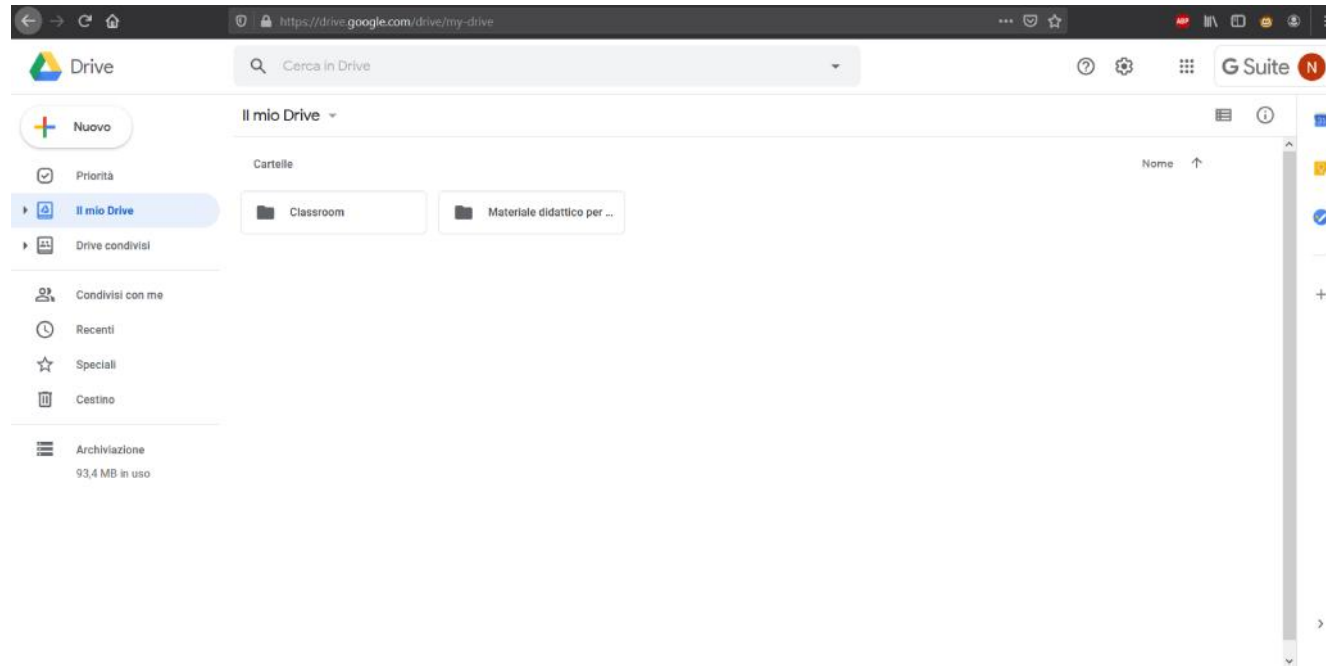 https://drive.google.com/drive/my-drive
ABP
Drive
Cerca in Drive
G Suite
N
Nuovo
Il mio Drive
Priorità
Cartelle
Nome
Il mio Drive
Classroom
Materiale didattico per ...
Drive condivisi
Condivisi con me
Recenti
Speciali
Cestino
Archiviazione
93,4 MB in uso